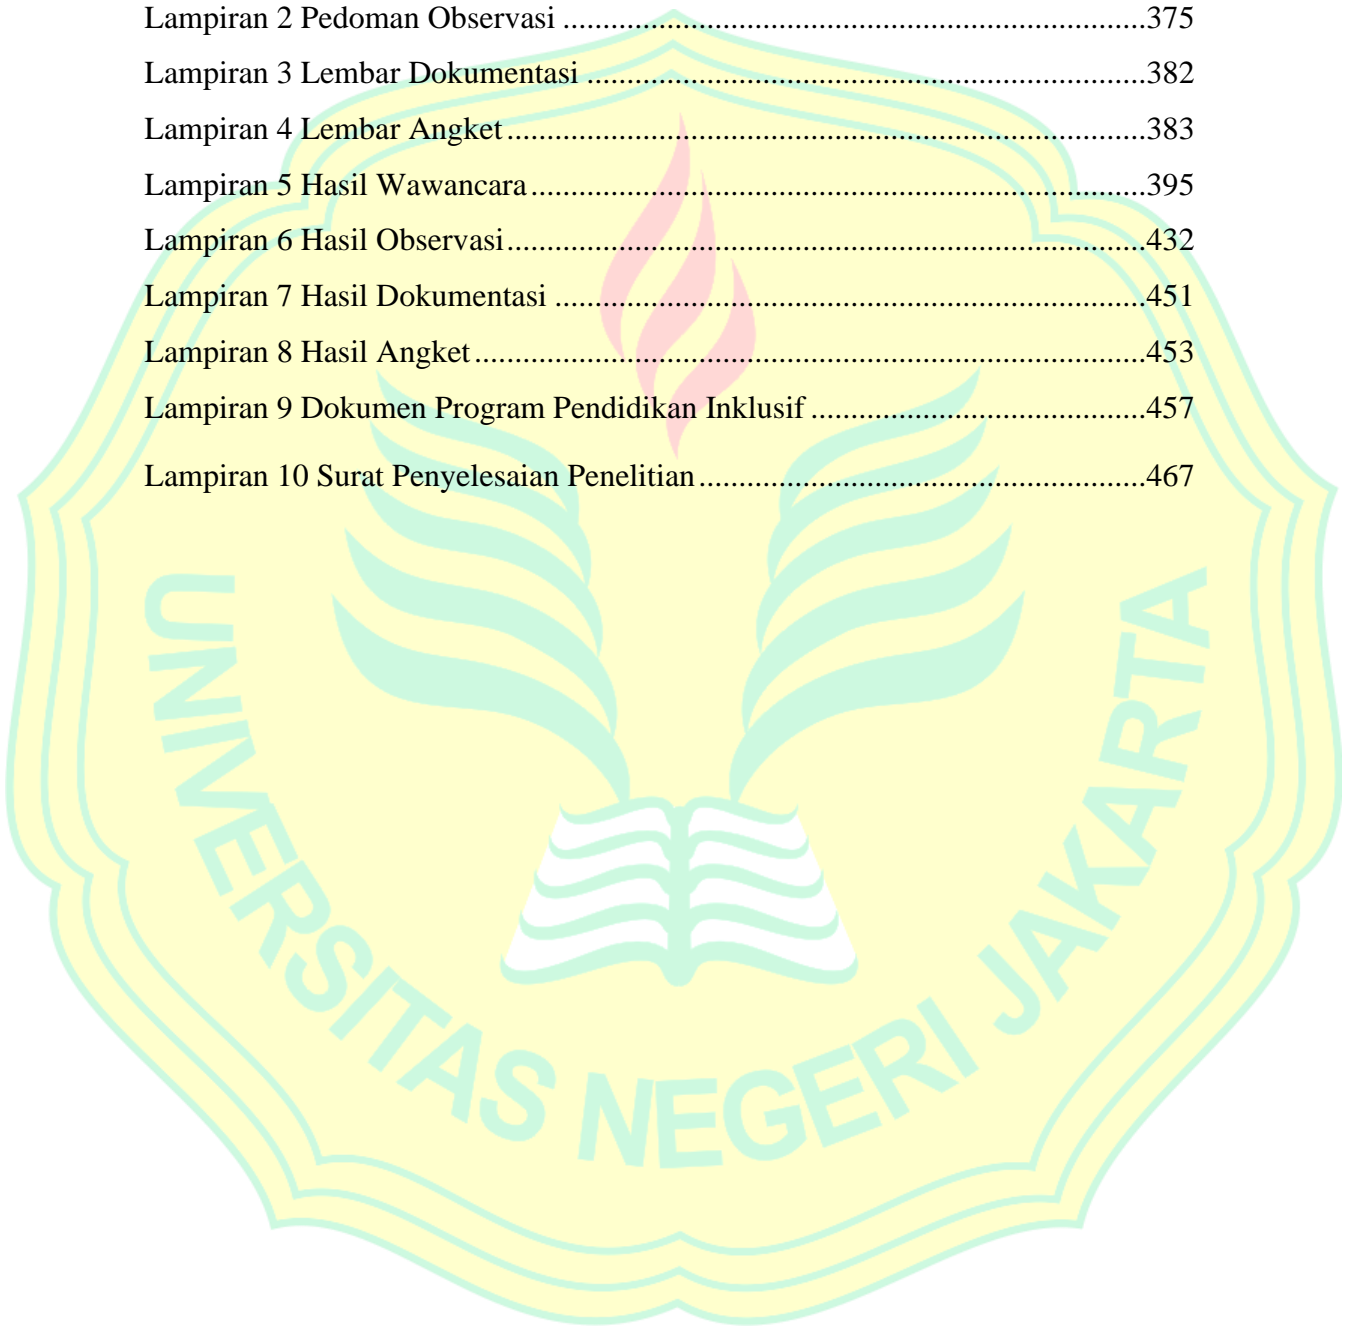 Lampiran 2 Pedoman Observasi ..........................................................................375
Lampiran 3 Lembar Dokumentasi .......................................................................382
Lampiran 4 Lembar Angket.................................................................................383
Lampiran 5 Hasil Wawancara..............................................................................395
Lampiran 6 Hasil Observasi.................................................................................432
Lampiran 7 Hasil Dokumentasi ...........................................................................451
Lampiran 8 Hasil Angket.....................................................................................453
Lampiran 9 Dokumen Program Pendidikan Inklusif ..........................................457
Lampiran 10 Surat Penyelesaian Penelitian.........................................................467
UNIVERSITAS NEGERI JAKARTA